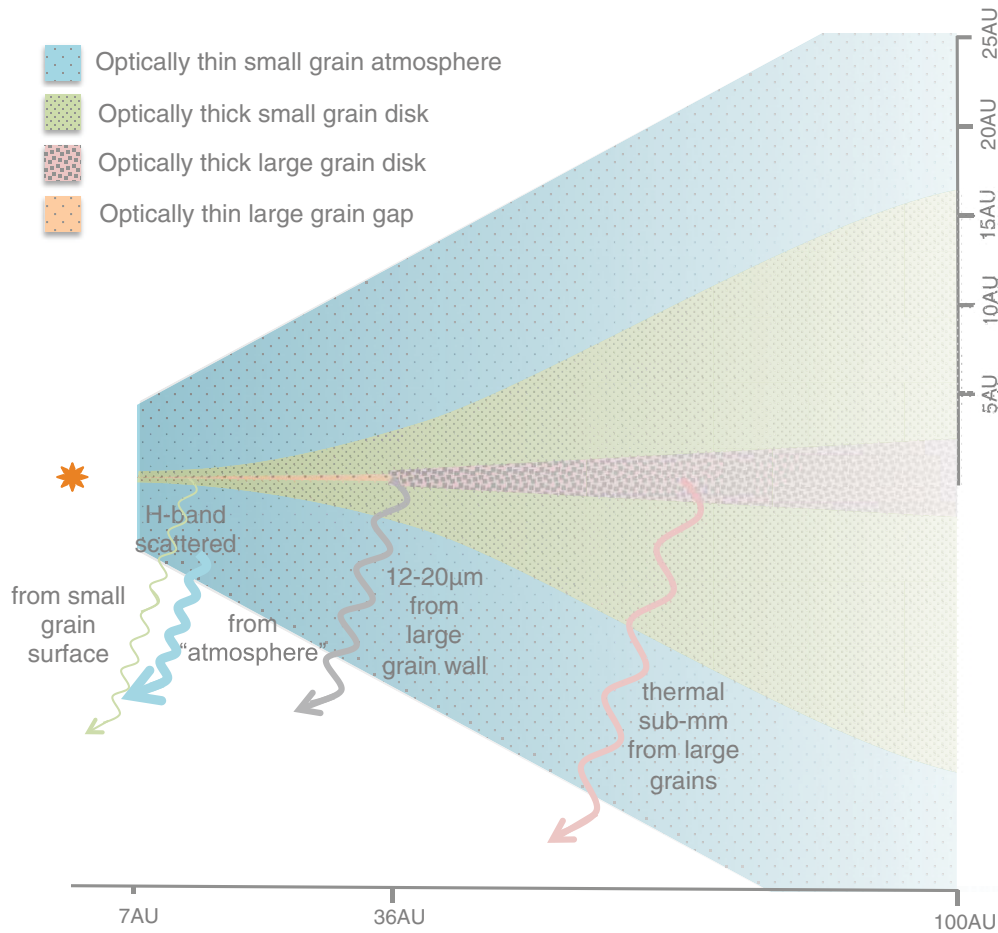 Optically thin small grain atmosphere
Optically thick small grain disk
Optically thick large grain disk
Optically thin large grain gap
25AU
20AU
15AU
10AU
5AU
H-band
scattered
from small
grain
surface
from
“atmosphere”
12-20μm
from
large
grain wall
thermal
sub-mm
from large
grains
7AU
36AU
100AU